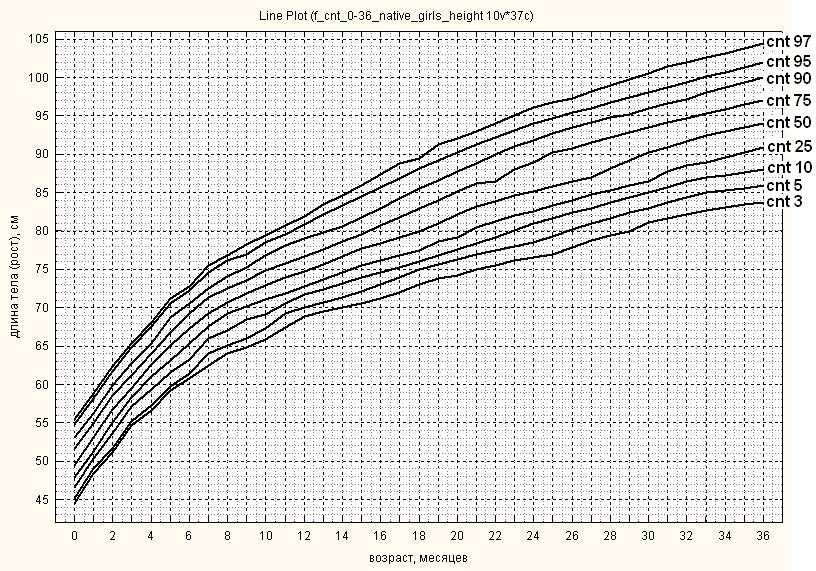 Line Plot (f_cnt_0-36_native_girls_height 10v*37c)
105
100
95
90
85
80
75
70
65
60
55
50
45
длина тела (рост), см
cnt 97
cnt 95
cnt 90
cnt 75
cnt 50
cnt 25
cnt 10
cnt 5
cnt 3
0 2 4 6 8 10 12 14 16 18 20 22 24 26 28 30 32 34 36
возраст, месяцев